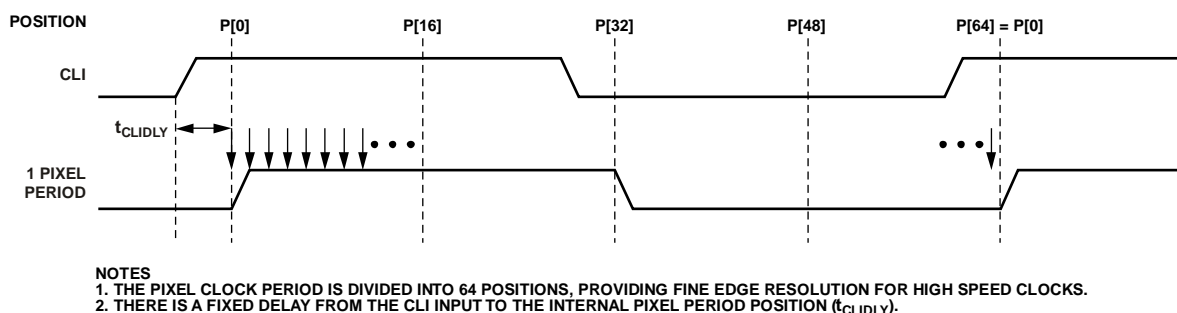 POSITION P[0] P[16] P[32] P[48] P[64] = P[0]
CLI
tCLIDLY
1 PIXEL
PERIOD
NOTES
1. THE PIXEL CLOCK PERIOD IS DIVIDED INTO 64 POSITIONS, PROVIDING FINE EDGE RESOLUTION FOR HIGH SPEED CLOCKS.
2. THERE IS A FIXED DELAY FROM THE CLI INPUT TO THE INTERNAL PIXEL PERIOD POSITION (tCLIDLY).